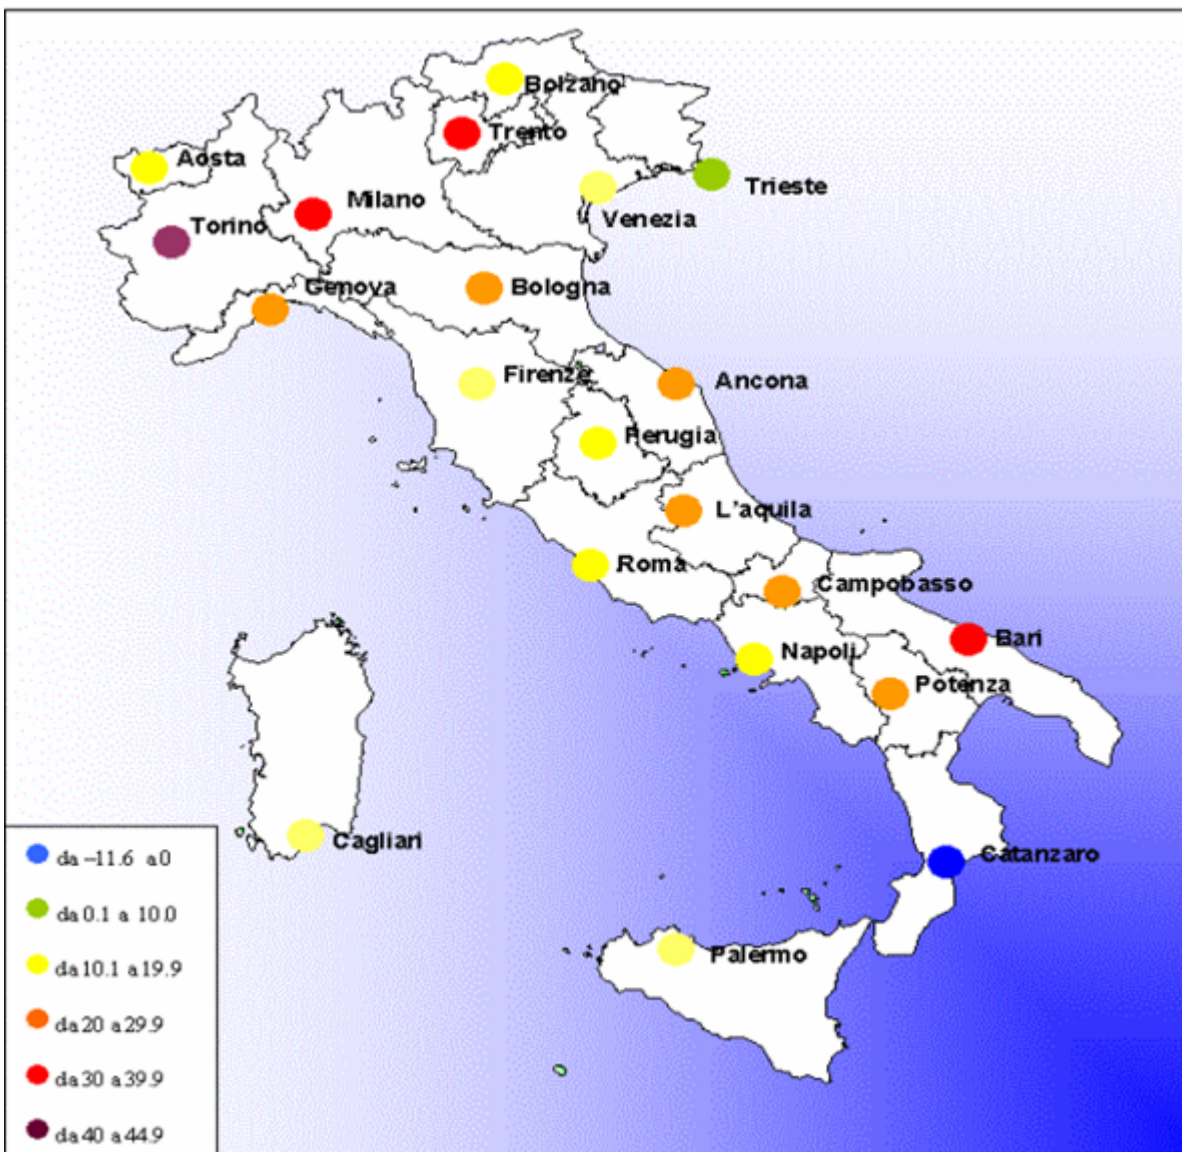 Bolzano
Trento
Aosta
Trieste
Milano
Venezia
Torino
Genova
Bologna
Firenze
Ancona
Perugia
L'aquila
Roma
Campobasso
Bari
Napoli
Potenza
Cagliari
Catanzaro
Palermo
da -11.6 a 0
da 0.1 a 10.0
da 10.1 a 19.9
da 20 a 29.9
da 30 a 39.9
da 40 a 44.9